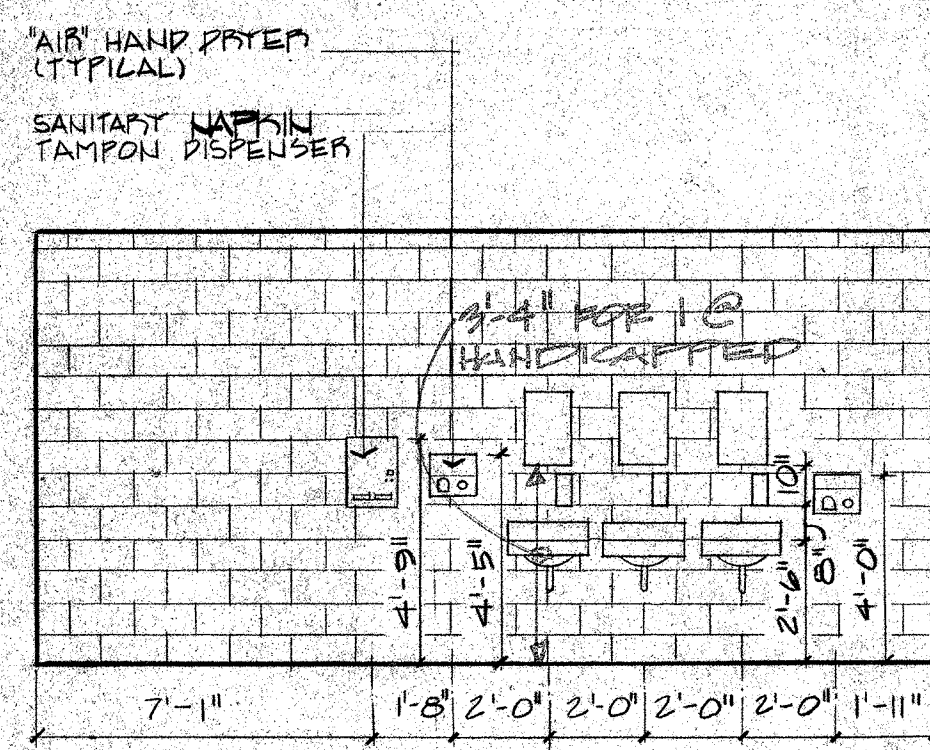 "AIR" HAND DRYER
(TYPICAL)
SANITARY NAPKIN
TAMPON DISPENSER
3'-4" FOR 1 @
HANDICAPPED
10"
4'-9"
4'-5"
2'-6"
8"
4'-0"
7'-1" 1'-8" 2'-0" 2'-0" 2'-0" 2'-0" 1'-11"